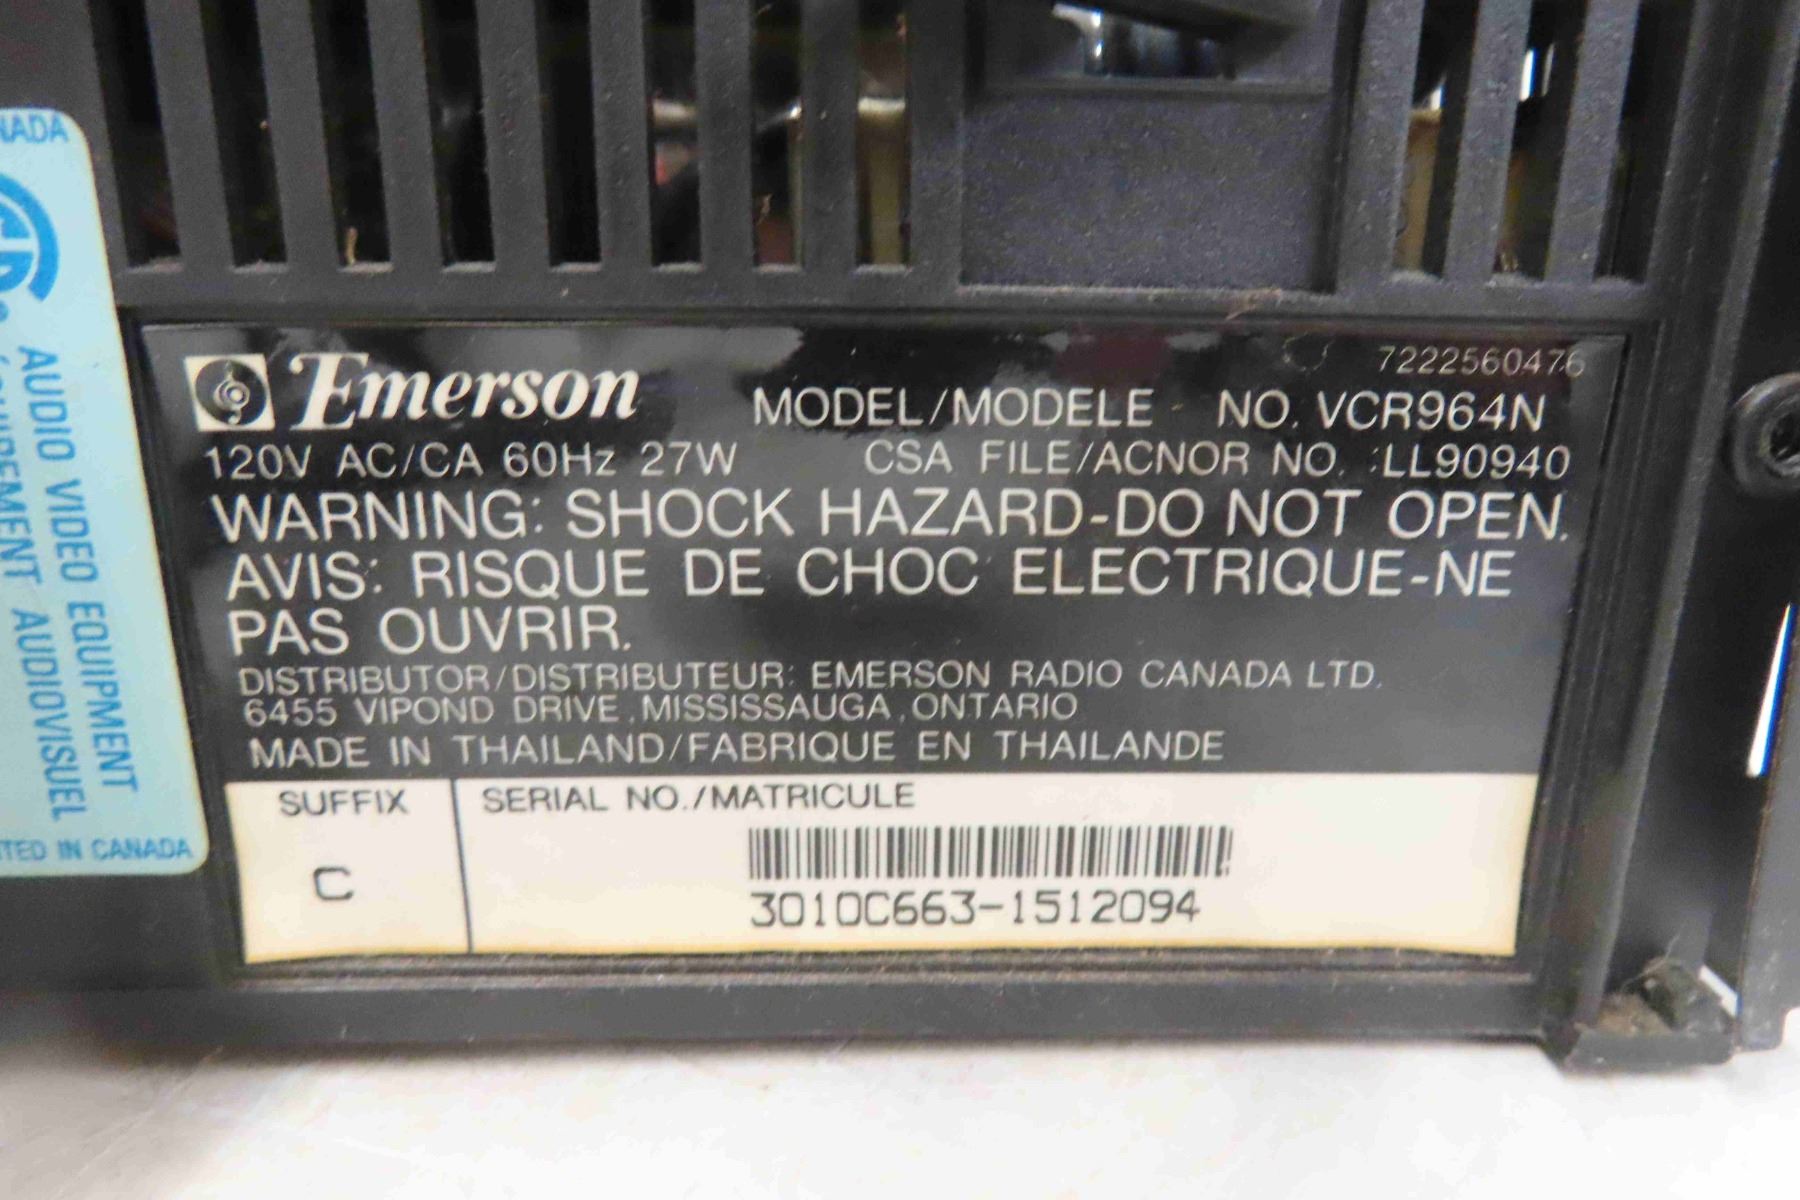 Emerson
7222560476
MODEL/MODELE NO. VCR964N
120V AC/CA 60Hz 27W CSA FILE/ACNOR NO. :LL90940
WARNING: SHOCK HAZARD-DO NOT OPEN.
AVIS: RISQUE DE CHOC ELECTRIQUE-NE
PAS OUVRIR.
DISTRIBUTOR/DISTRIBUTEUR: EMERSON RADIO CANADA LTD.
6455 VIPOND DRIVE, MISSISSAUGA, ONTARIO
MADE IN THAILAND/FABRIQUE EN THAILANDE
SUFFIX
C
SERIAL NO./MATRICULE
3010C663-1512094
AUDIO VIDEO EQUIPMENT
AUDIOVISUEL
IN CANADA